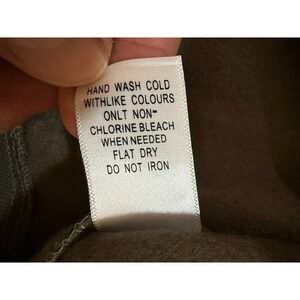 HAND WASH COLD
WITHLIKE COLOURS
ONLT NON-
CHLORINE BLEACH
WHEN NEEDED
FLAT DRY
DO NOT IRON